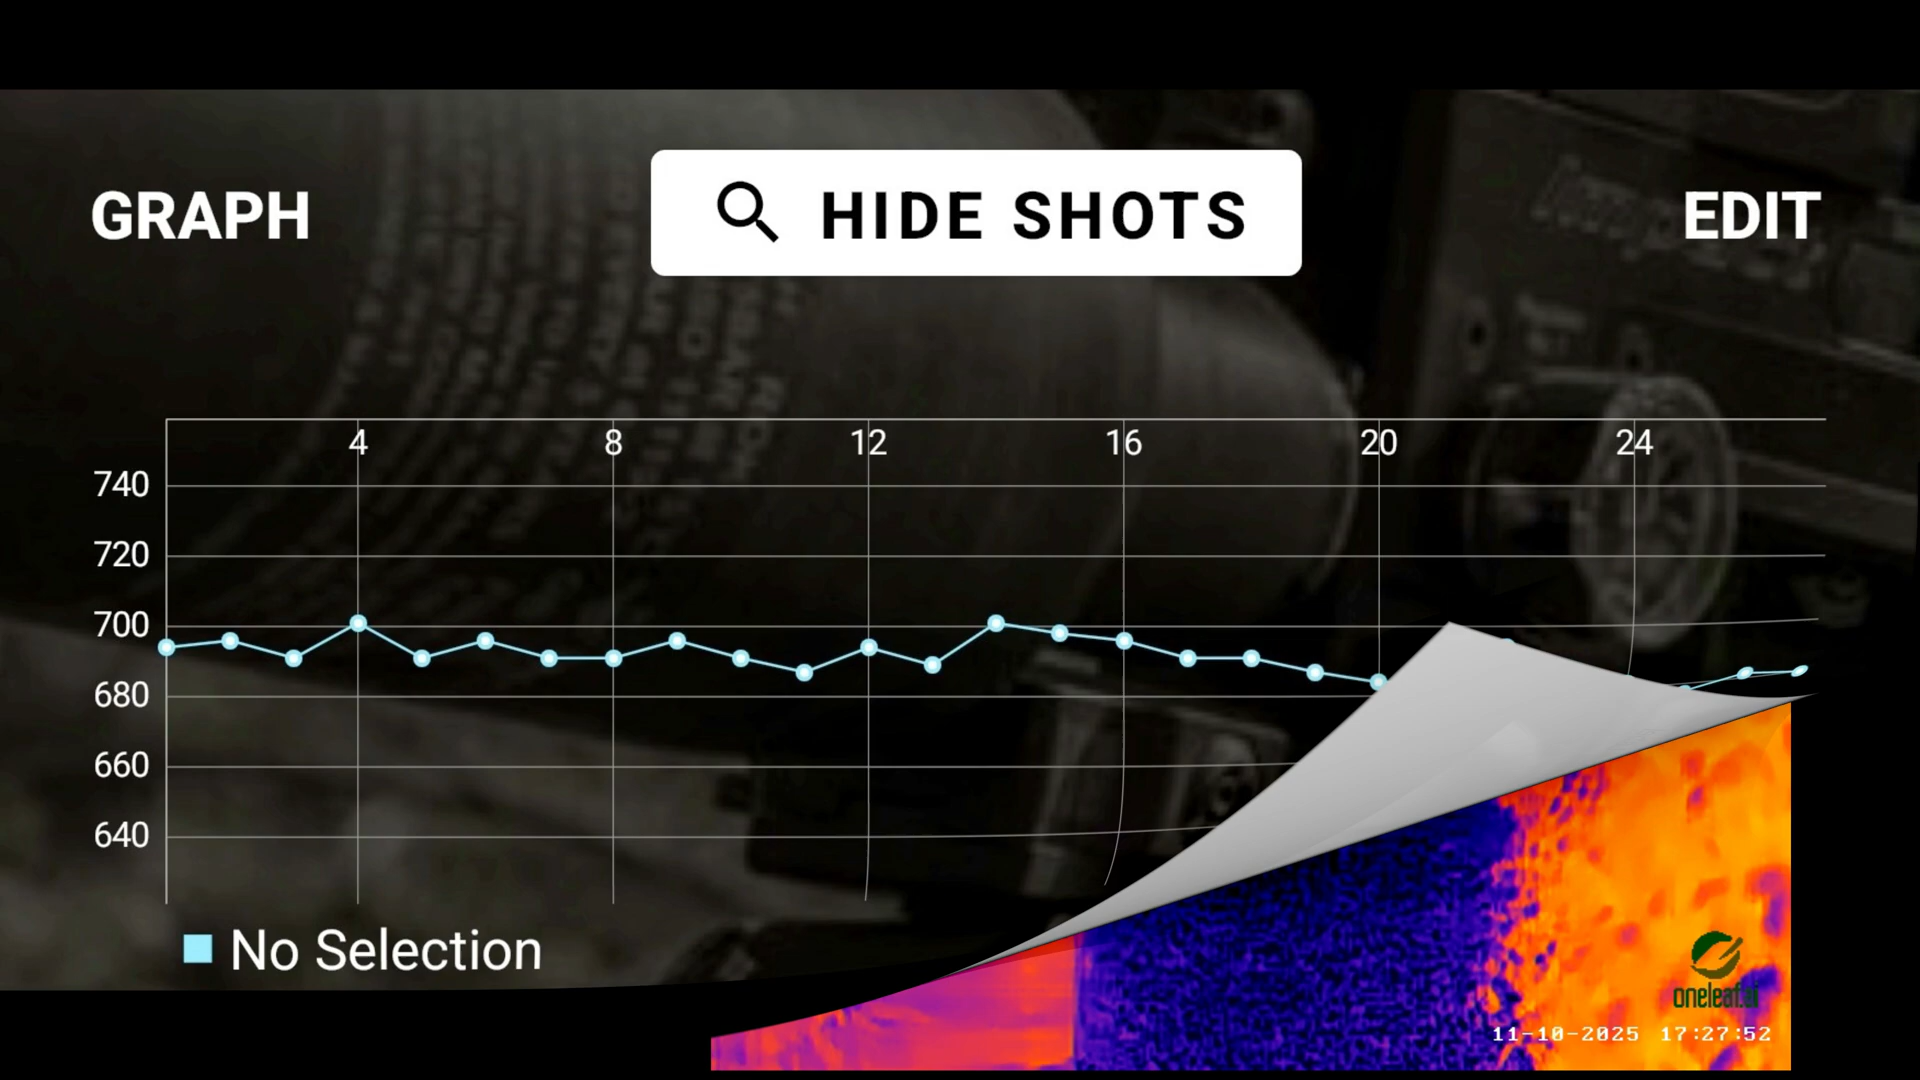 GRAPH
HIDE SHOTS
EDIT
4 8 12 16 20 24
740
720
700
680
660
640
No Selection
oneleaf.ai
11-10-2025 17:27:52